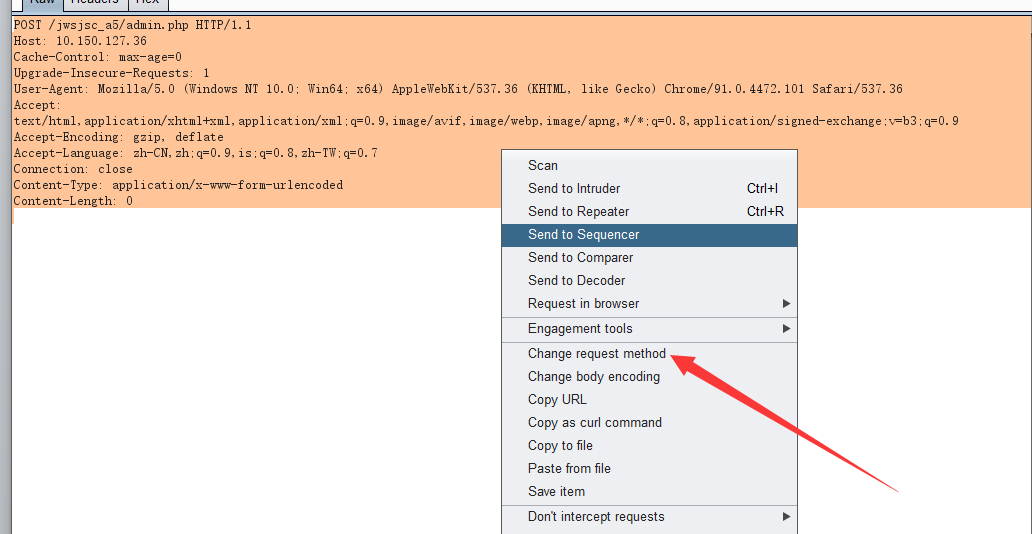 Raw Headers Hex
POST /jwsjsc_a5/admin.php HTTP/1.1
Host: 10.150.127.36
Cache-Control: max-age=0
Upgrade-Insecure-Requests: 1
User-Agent: Mozilla/5.0 (Windows NT 10.0; Win64; x64) AppleWebKit/537.36 (KHTML, like Gecko) Chrome/91.0.4472.101 Safari/537.36
Accept:
text/html,application/xhtml+xml,application/xml;q=0.9,image/avif,image/webp,image/apng,*/*;q=0.8,application/signed-exchange;v=b3;q=0.9
Accept-Encoding: gzip, deflate
Accept-Language: zh-CN,zh;q=0.9,is;q=0.8,zh-TW;q=0.7
Connection: close
Content-Type: application/x-www-form-urlencoded
Content-Length: 0
Scan
Send to Intruder Ctrl+I
Send to Repeater Ctrl+R
Send to Sequencer
Send to Comparer
Send to Decoder
Request in browser
Engagement tools
Change request method
Change body encoding
Copy URL
Copy as curl command
Copy to file
Paste from file
Save item
Don't intercept requests